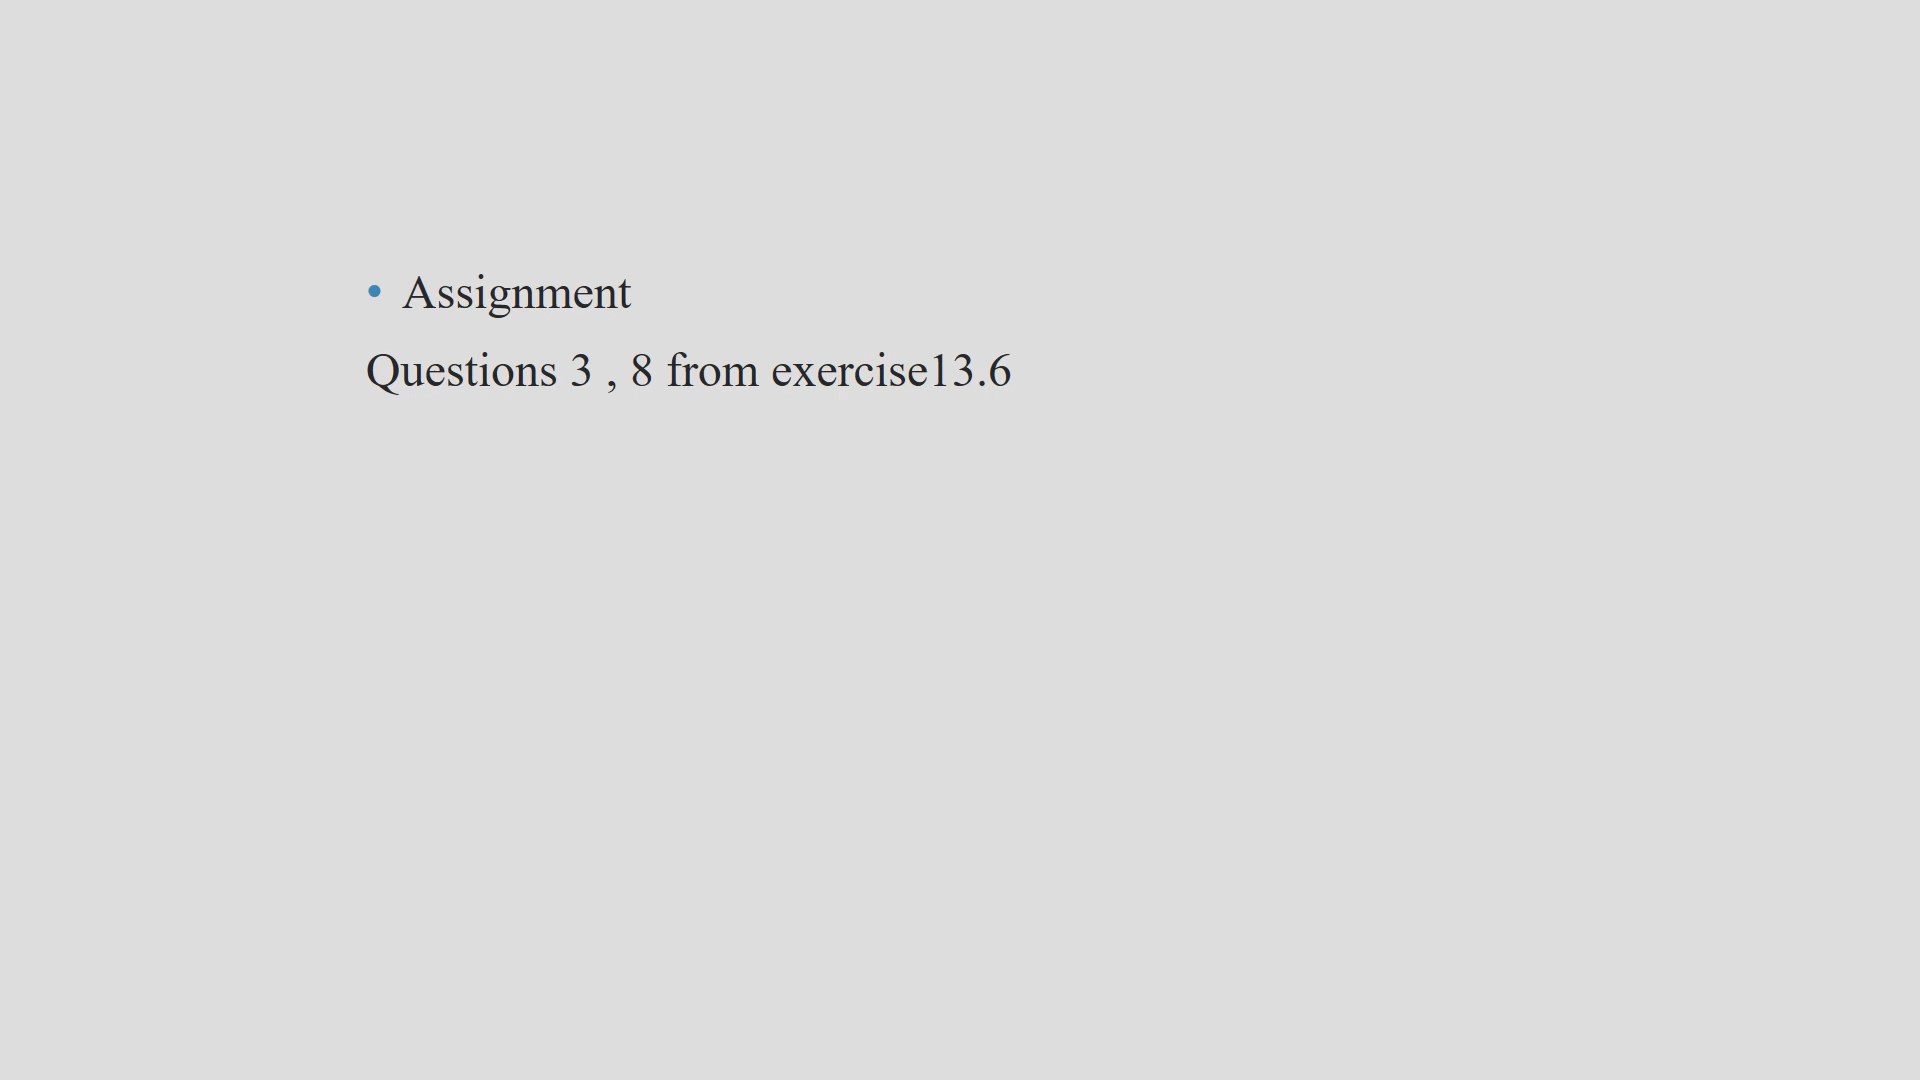 • Assignment
Questions 3 , 8 from exercise13.6